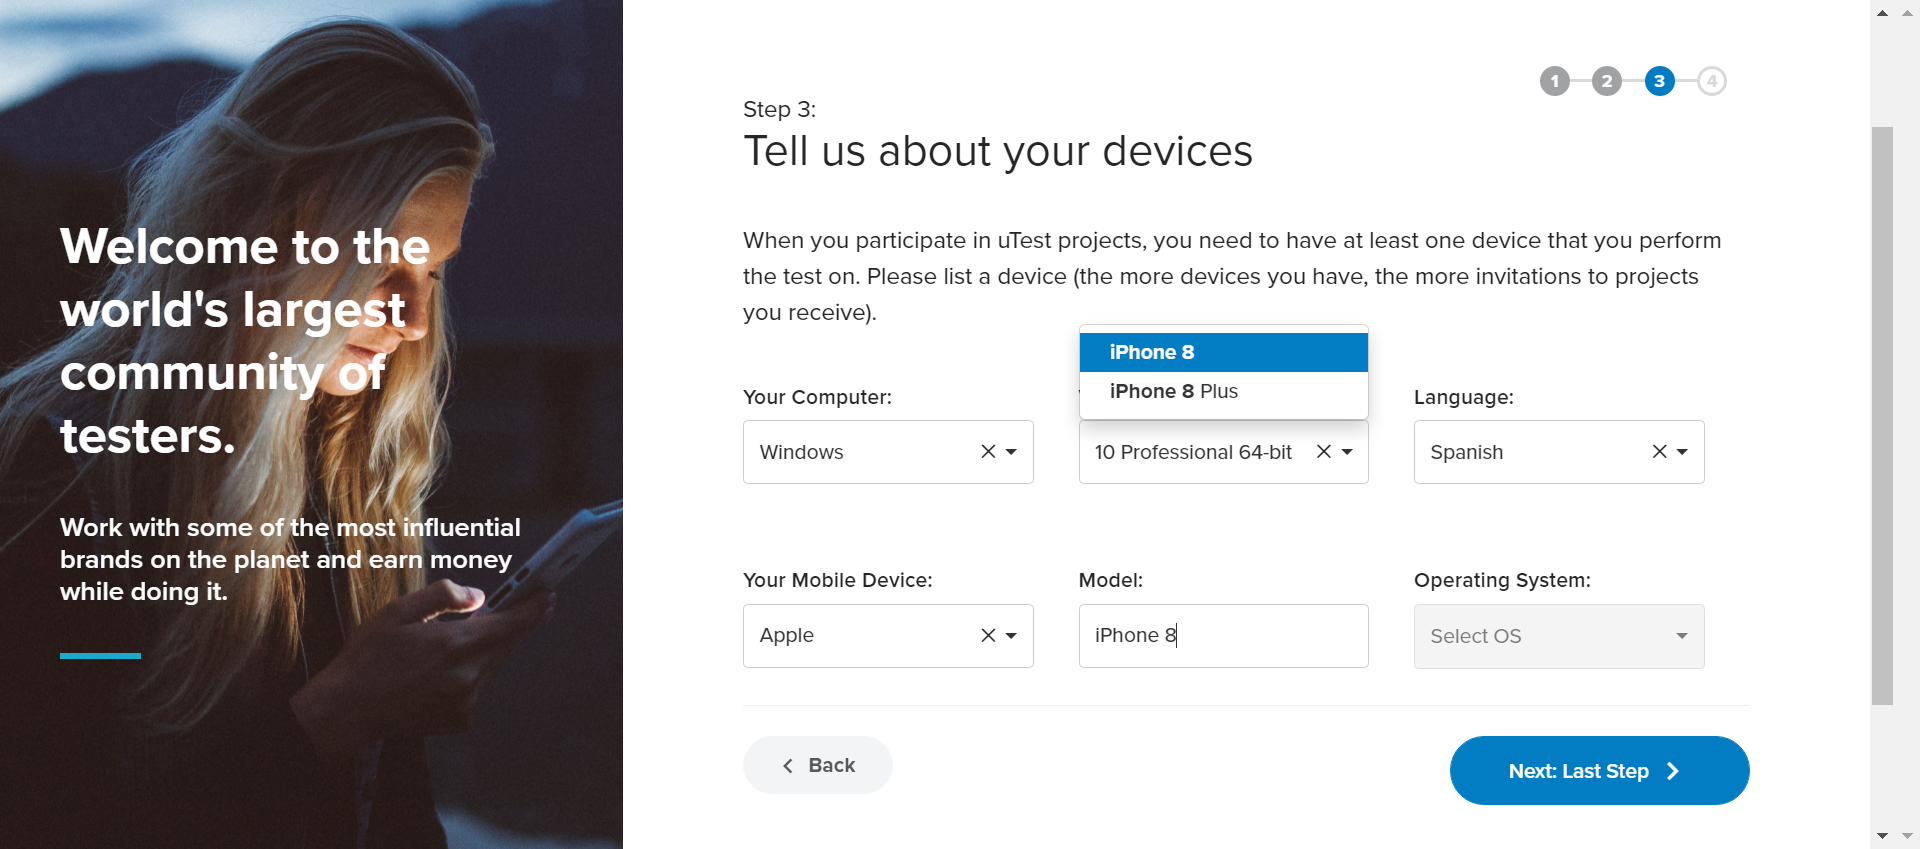 Welcome to the
world's largest
community of
testers.
Work with some of the most influential
brands on the planet and earn money
while doing it.
1 2 3 4
Step 3:
Tell us about your devices
When you participate in uTest projects, you need to have at least one device that you perform
the test on. Please list a device (the more devices you have, the more invitations to projects
you receive).
iPhone 8
iPhone 8 Plus
Your Computer:
Language:
Windows
10 Professional 64-bit
Spanish
Your Mobile Device:
Model:
Operating System:
Apple
iPhone 8
Select OS
Back
Next: Last Step